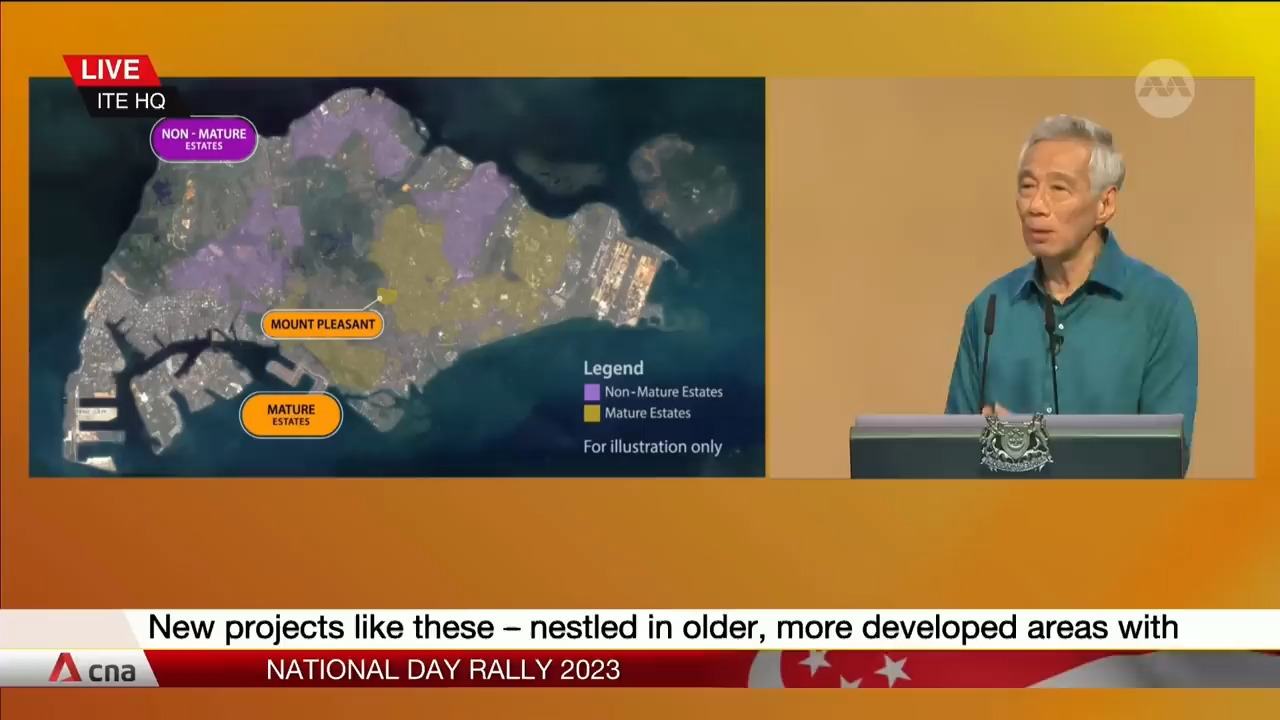 LIVE
ITE HQ
NON - MATURE
ESTATES
MOUNT PLEASANT
MATURE
ESTATES
Legend
Non-Mature Estates
Mature Estates
For illustration only
New projects like these – nestled in older, more developed areas with
cna
NATIONAL DAY RALLY 2023